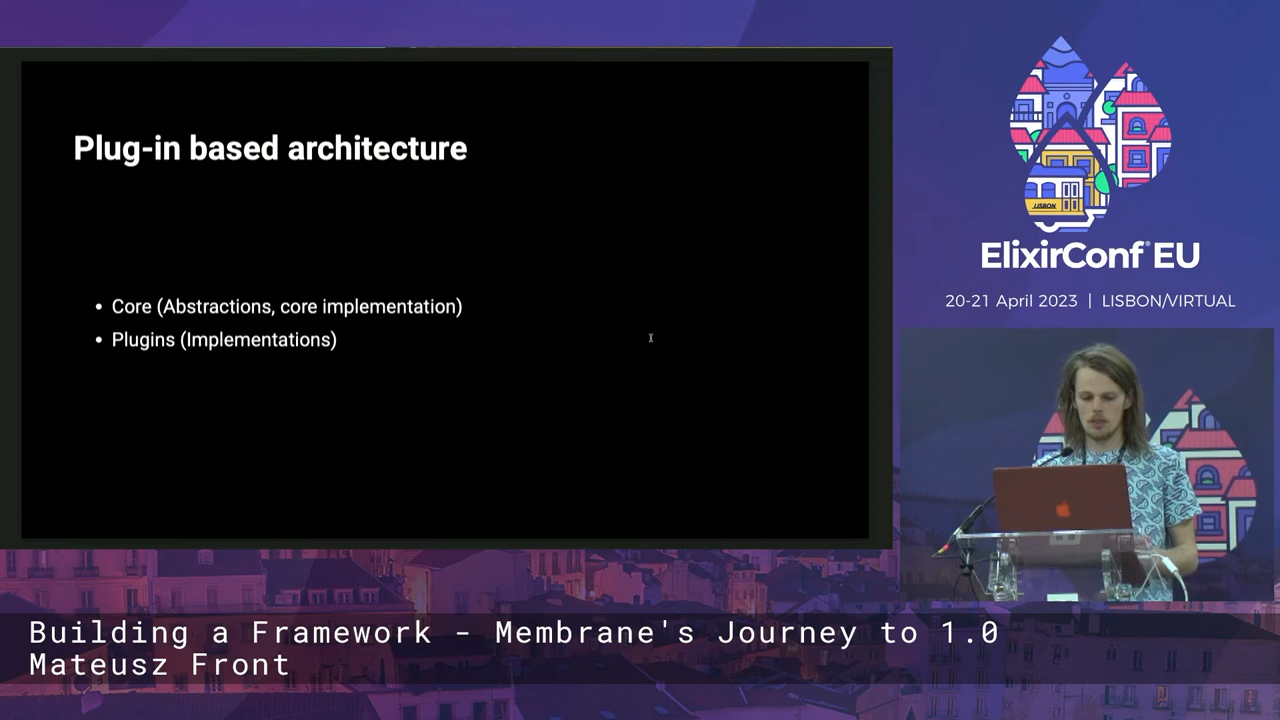 Plug-in based architecture
• Core (Abstractions, core implementation)
• Plugins (Implementations)
LISBON
ElixirConf® EU
20-21 April 2023 | LISBON/VIRTUAL
Building a Framework - Membrane's Journey to 1.0
Mateusz Front